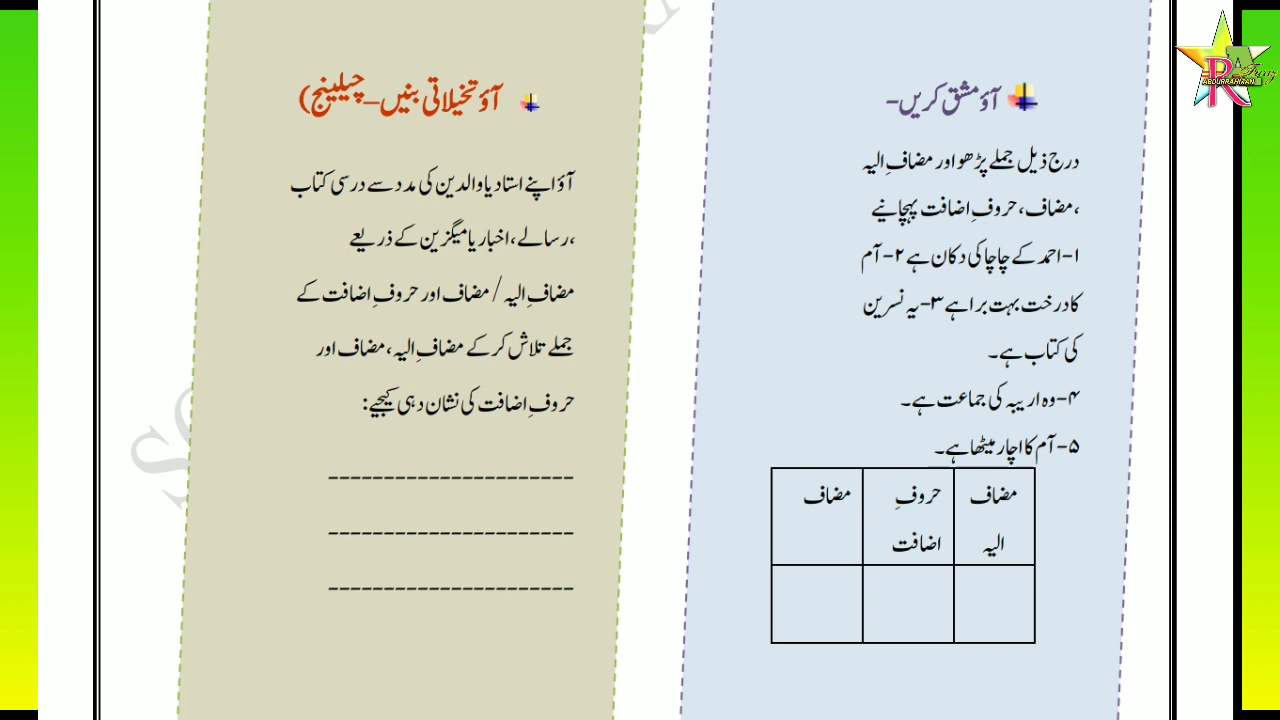 آؤ مشق کریں-
درج ذیل جملے پڑھو اور مضافِ الیہ
،مضاف، حروفِ اضافت پہچانیے
۱-احمد کے چاچا کی دکان ہے ۲-آم
کا درخت بہت برا ہے ۳-یہ نسرین
کی کتاب ہے۔
۴-وہ اریبہ کی جماعت ہے۔
۵-آم کا اچار میٹھا ہے۔
مضاف الیہ
حروفِ اضافت
مضاف
آؤ تخیلاتی بنیں–چیلینج)
آؤ اپنے استاد یا والدین کی مدد سے درسی کتاب
،رسالے، اخبار یا میگزین کے ذریعے
مضافِ الیہ / مضاف اور حروفِ اضافت کے
جملے تلاش کرکے مضافِ الیہ، مضاف اور
حروفِ اضافت کی نشان دہی کیجیے:
----------------------
----------------------
----------------------
R
ABDURRAHMAN